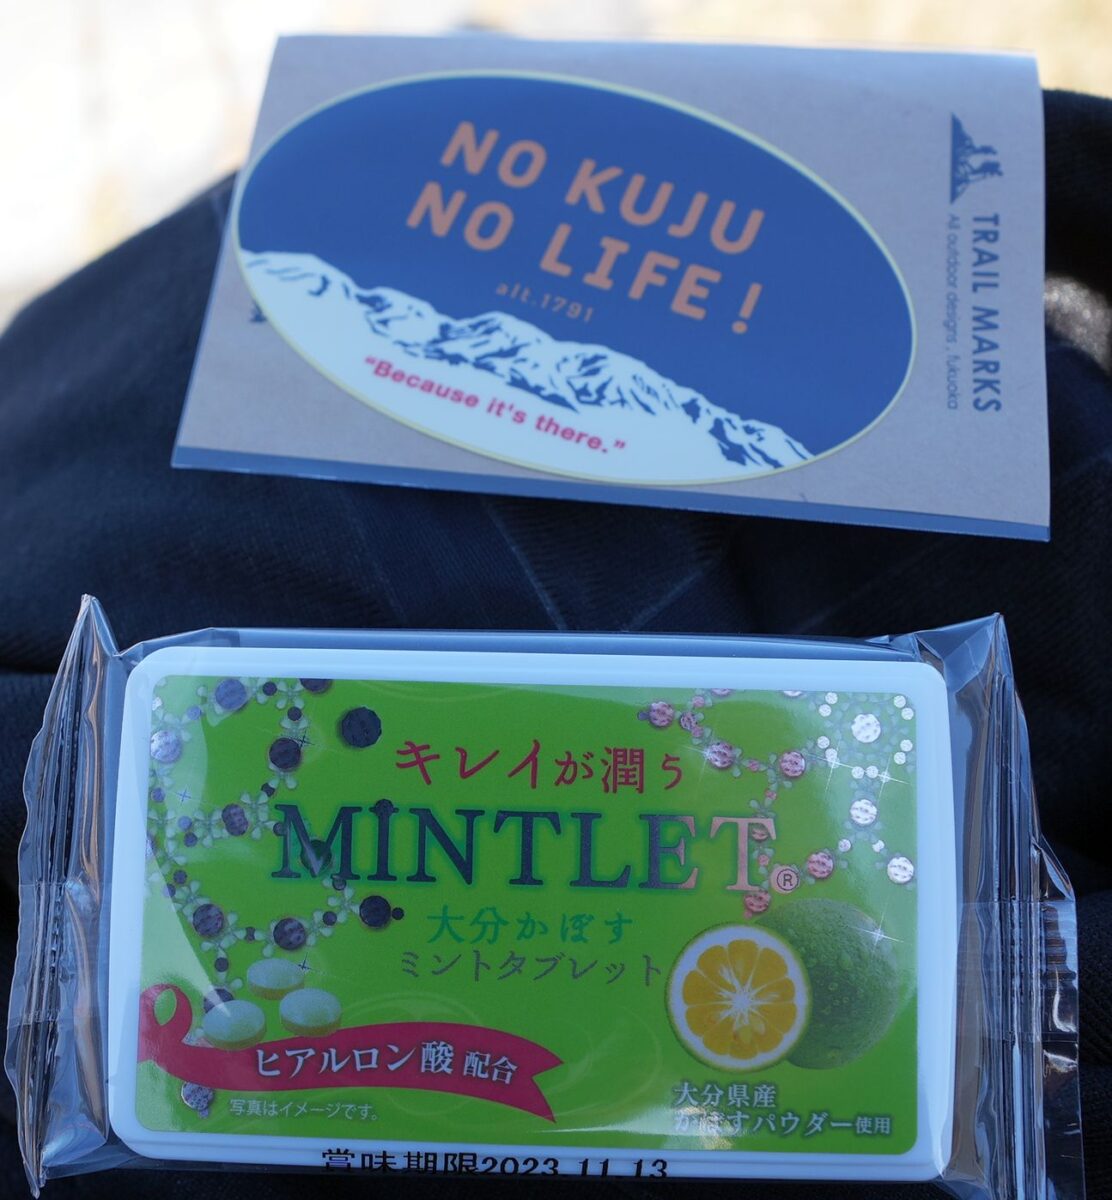 NO KUJU
NO LIFE!
alt.1791
“Because it's there.”
TRAIL MARKS
All outdoor designs, fukuoka
キレイが潤う
MINTLET®
大分かぼす
ミントタブレット
ヒアルロン酸 配合
写真はイメージです。
大分県産
かぼすパウダー使用
賞味期限2023.11.13